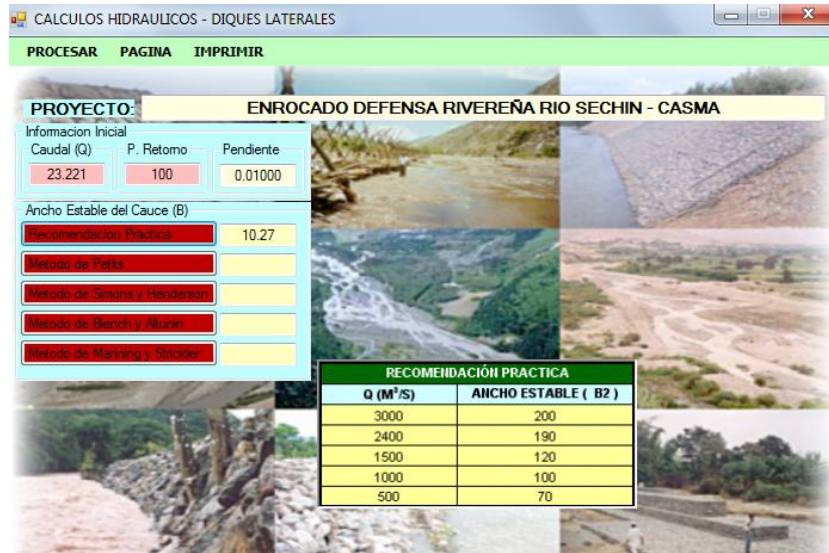 CALCULOS HIDRAULICOS - DIQUES LATERALES
PROCESAR PAGINA IMPRIMIR
PROYECTO: ENROCADO DEFENSA RIVEREÑA RIO SECHIN - CASMA
Informacion Inicial
Caudal (Q) P. Retorno Pendiente
23.221 100 0.01000
Ancho Estable del Cauce (B)
Recomendacion Practica 10.27
Metodo de Petits
Metodo de Simons y Henderson
Metodo de Blench y Altunin
Metodo de Manning y Strickler
RECOMENDACIÓN PRACTICA
Q (M³/S) ANCHO ESTABLE ( B2 )
3000 200
2400 190
1500 120
1000 100
500 70